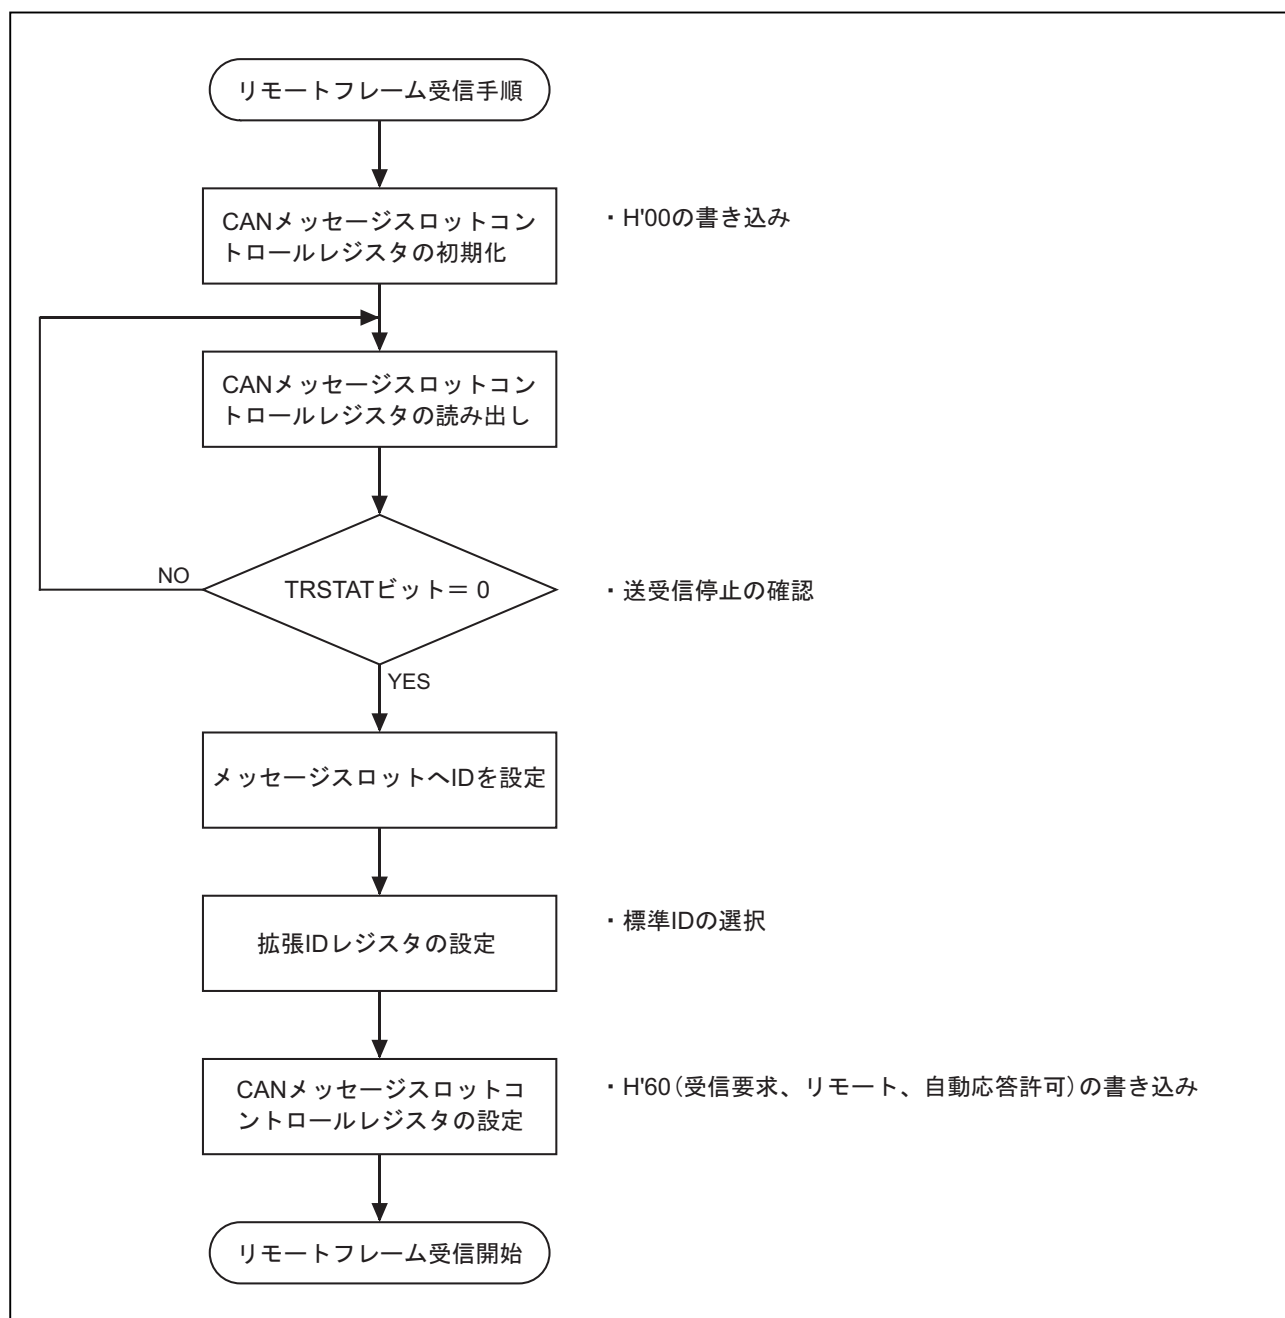 リモートフレーム受信手順
CANメッセージスロットコン
トロールレジスタの初期化
・H'00の書き込み
CANメッセージスロットコン
トロールレジスタの読み出し
NO
TRSTATビット＝ 0
・送受信停止の確認
YES
メッセージスロットへIDを設定
拡張IDレジスタの設定
・標準IDの選択
CANメッセージスロットコ
ントロールレジスタの設定
・H'60（受信要求、リモート、自動応答許可）の書き込み
リモートフレーム受信開始